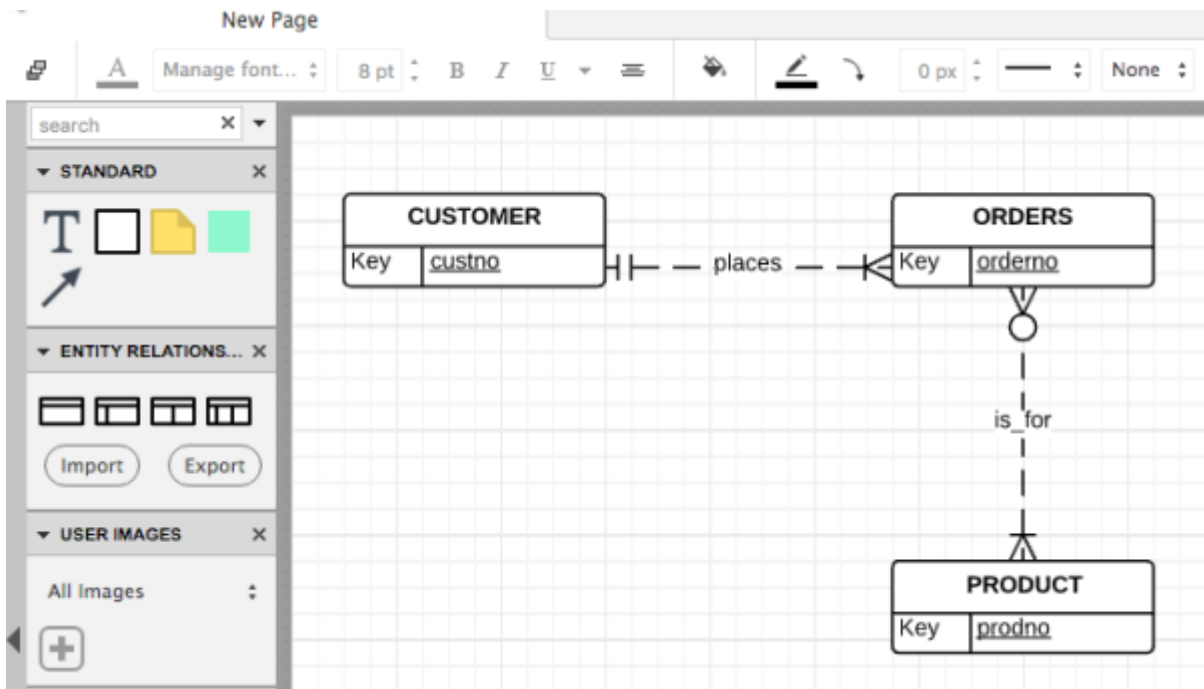 New Page
A Manage font... 8 pt B I U 0 px None
search
STANDARD
T
ENTITY RELATIONS...
Import Export
USER IMAGES
All Images
CUSTOMER
Key custno
places
ORDERS
Key orderno
is_for
PRODUCT
Key prodno